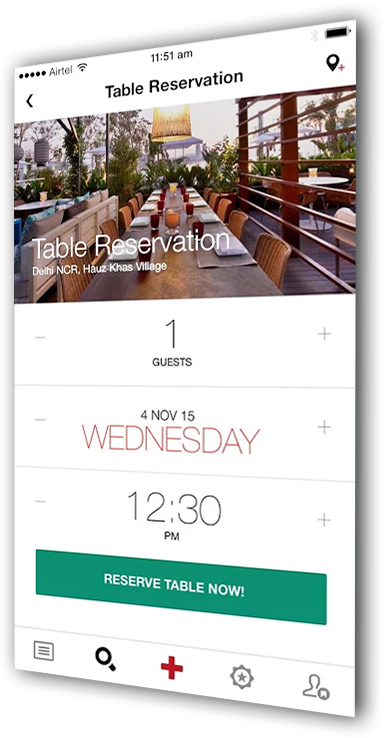 Airtel 11:51 am
Table Reservation
Table Reservation
Delhi NCR, Hauz Khas Village
1
GUESTS
4 NOV 15
WEDNESDAY
12:30
PM
RESERVE TABLE NOW!